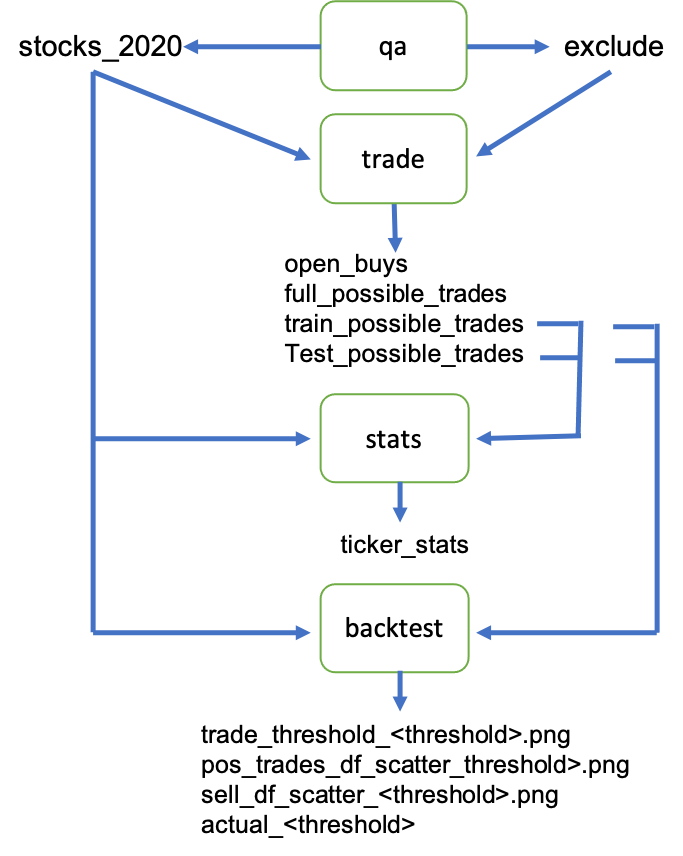 stocks_2020
qa
exclude
trade
open_buys
full_possible_trades
train_possible_trades
Test_possible_trades
stats
ticker_stats
backtest
trade_threshold_<threshold>.png
pos_trades_df_scatter_threshold>.png
sell_df_scatter_<threshold>.png
actual_<threshold>